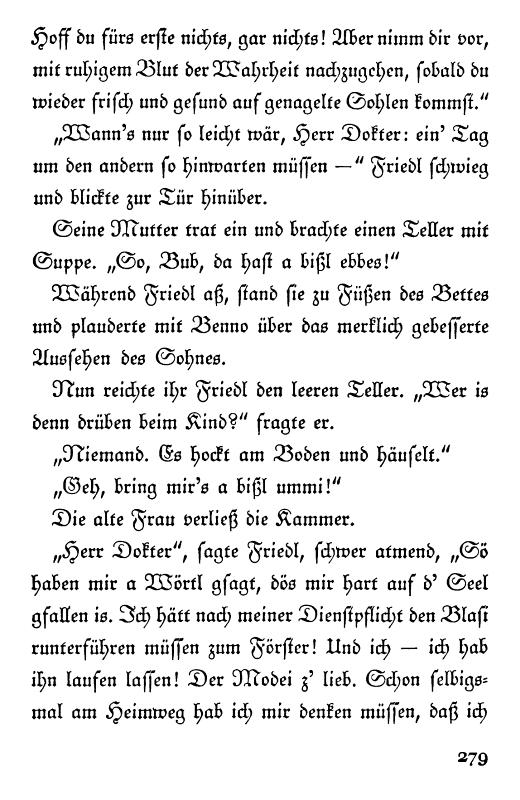 Hoff du fürs erste nichts, gar nichts! Aber nimm dir vor,
mit ruhigem Blut der Wahrheit nachzugehen, sobald du
wieder frisch und gesund auf genagelte Sohlen kommst.“
„Wann's nur so leicht wär, Herr Dokter: ein' Tag
um den andern so hinwarten müssen —“ Friedl schwieg
und blickte zur Tür hinüber.
Seine Mutter trat ein und brachte einen Teller mit
Suppe. „So, Bub, da hast a bißl ebbes!“
Während Friedl aß, stand sie zu Füßen des Bettes
und plauderte mit Benno über das merklich gebesserte
Aussehen des Sohnes.
Nun reichte ihr Friedl den leeren Teller. „Wer is
denn drüben beim Kind?“ fragte er.
„Niemand. Es hockt am Boden und häuselt.“
„Geh, bring mir's a bißl ummi!“
Die alte Frau verließ die Kammer.
„Herr Dokter“, sagte Friedl, schwer atmend, „Sö
haben mir a Wörtl gsagt, dös mir hart auf d' Seel
gfallen is. Ich hätt nach meiner Dienstpflicht den Blasi
runterführen müssen zum Förster! Und ich — ich hab
ihn laufen lassen! Der Modei z' lieb. Schon selbigs-
mal am Heimweg hab ich mir denken müssen, daß ich
279